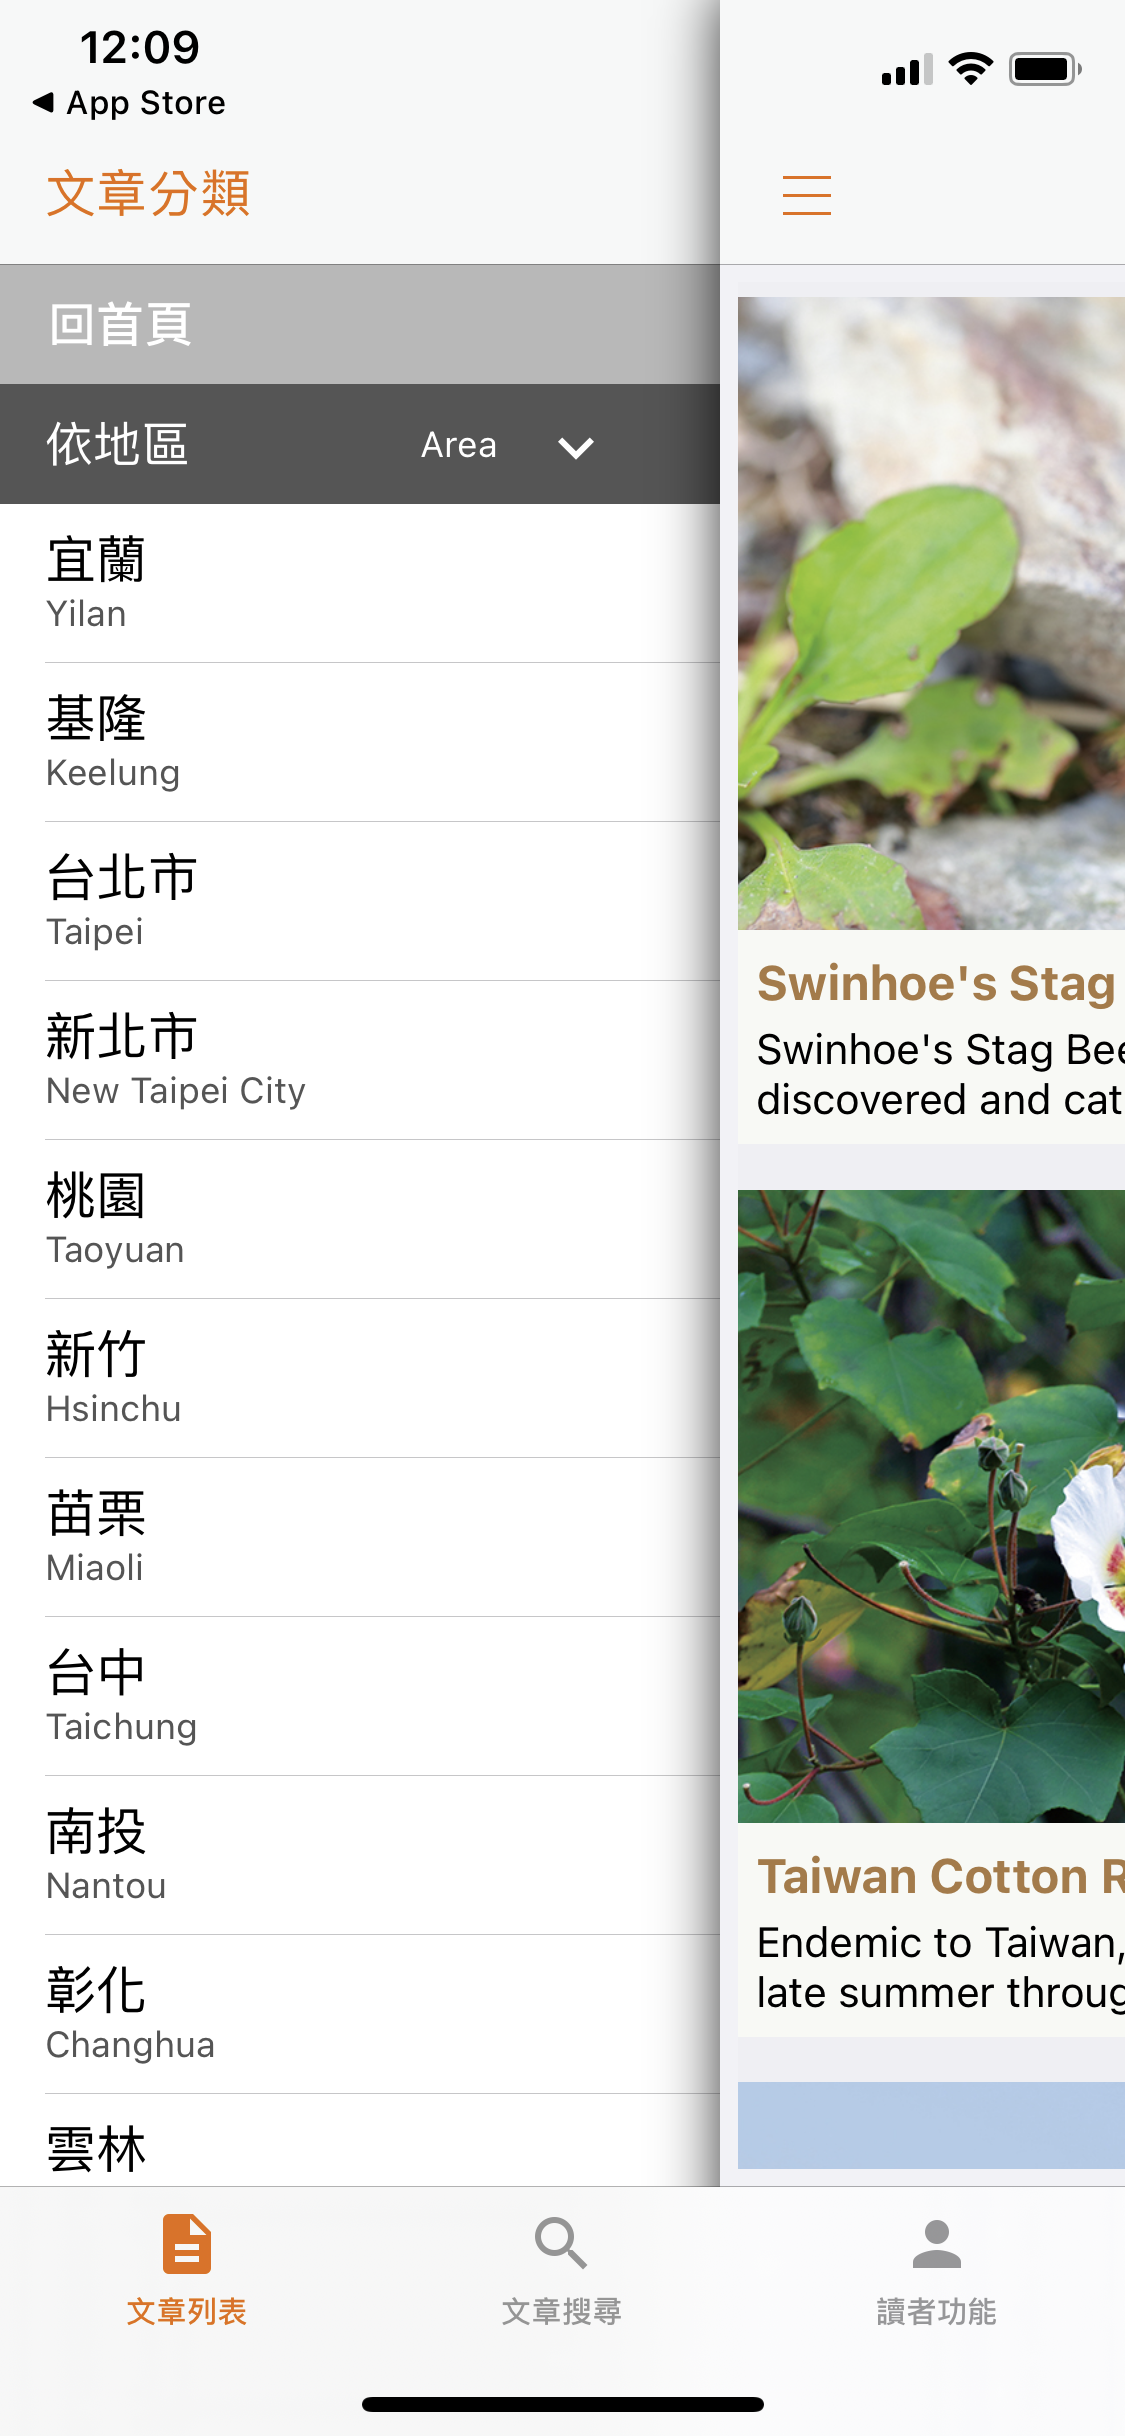 12:09
App Store
文章分類
回首頁
依地區 Area
宜蘭
Yilan
基隆
Keelung
台北市
Taipei
新北市
New Taipei City
桃園
Taoyuan
新竹
Hsinchu
苗栗
Miaoli
台中
Taichung
南投
Nantou
彰化
Changhua
雲林
Swinhoe's Stag
Swinhoe's Stag
discovered and
Taiwan Cotton
Endemic to Taiwan,
late summer
文章列表
文章搜尋
讀者功能